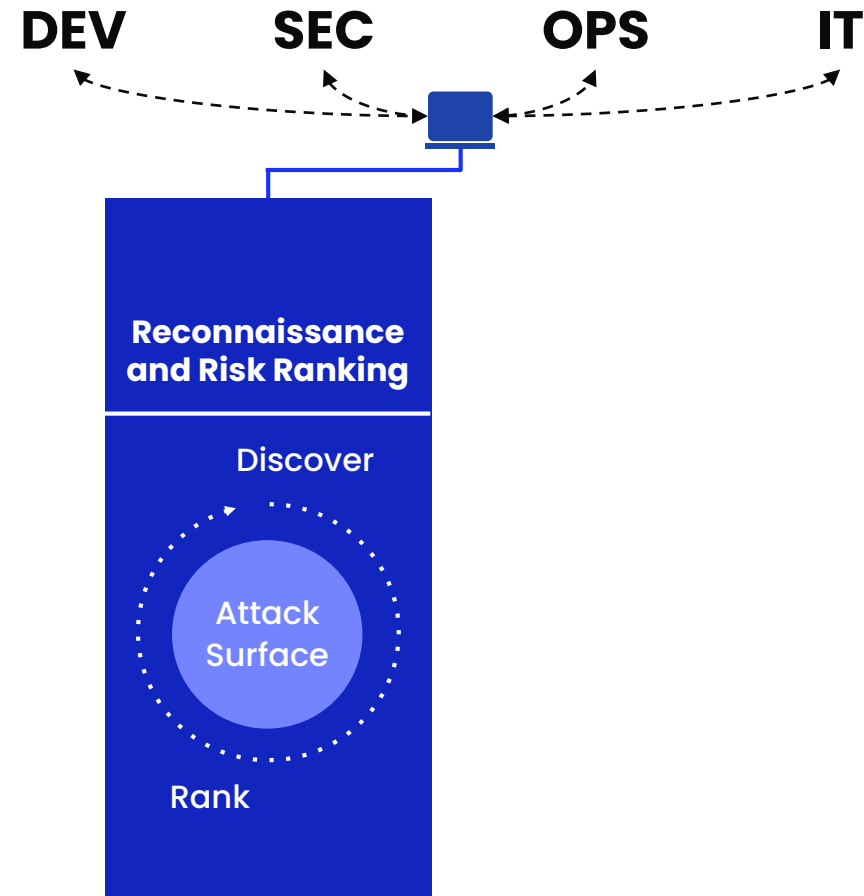 DEV SEC OPS IT
Reconnaissance
and Risk Ranking
Discover
Attack
Surface
Rank